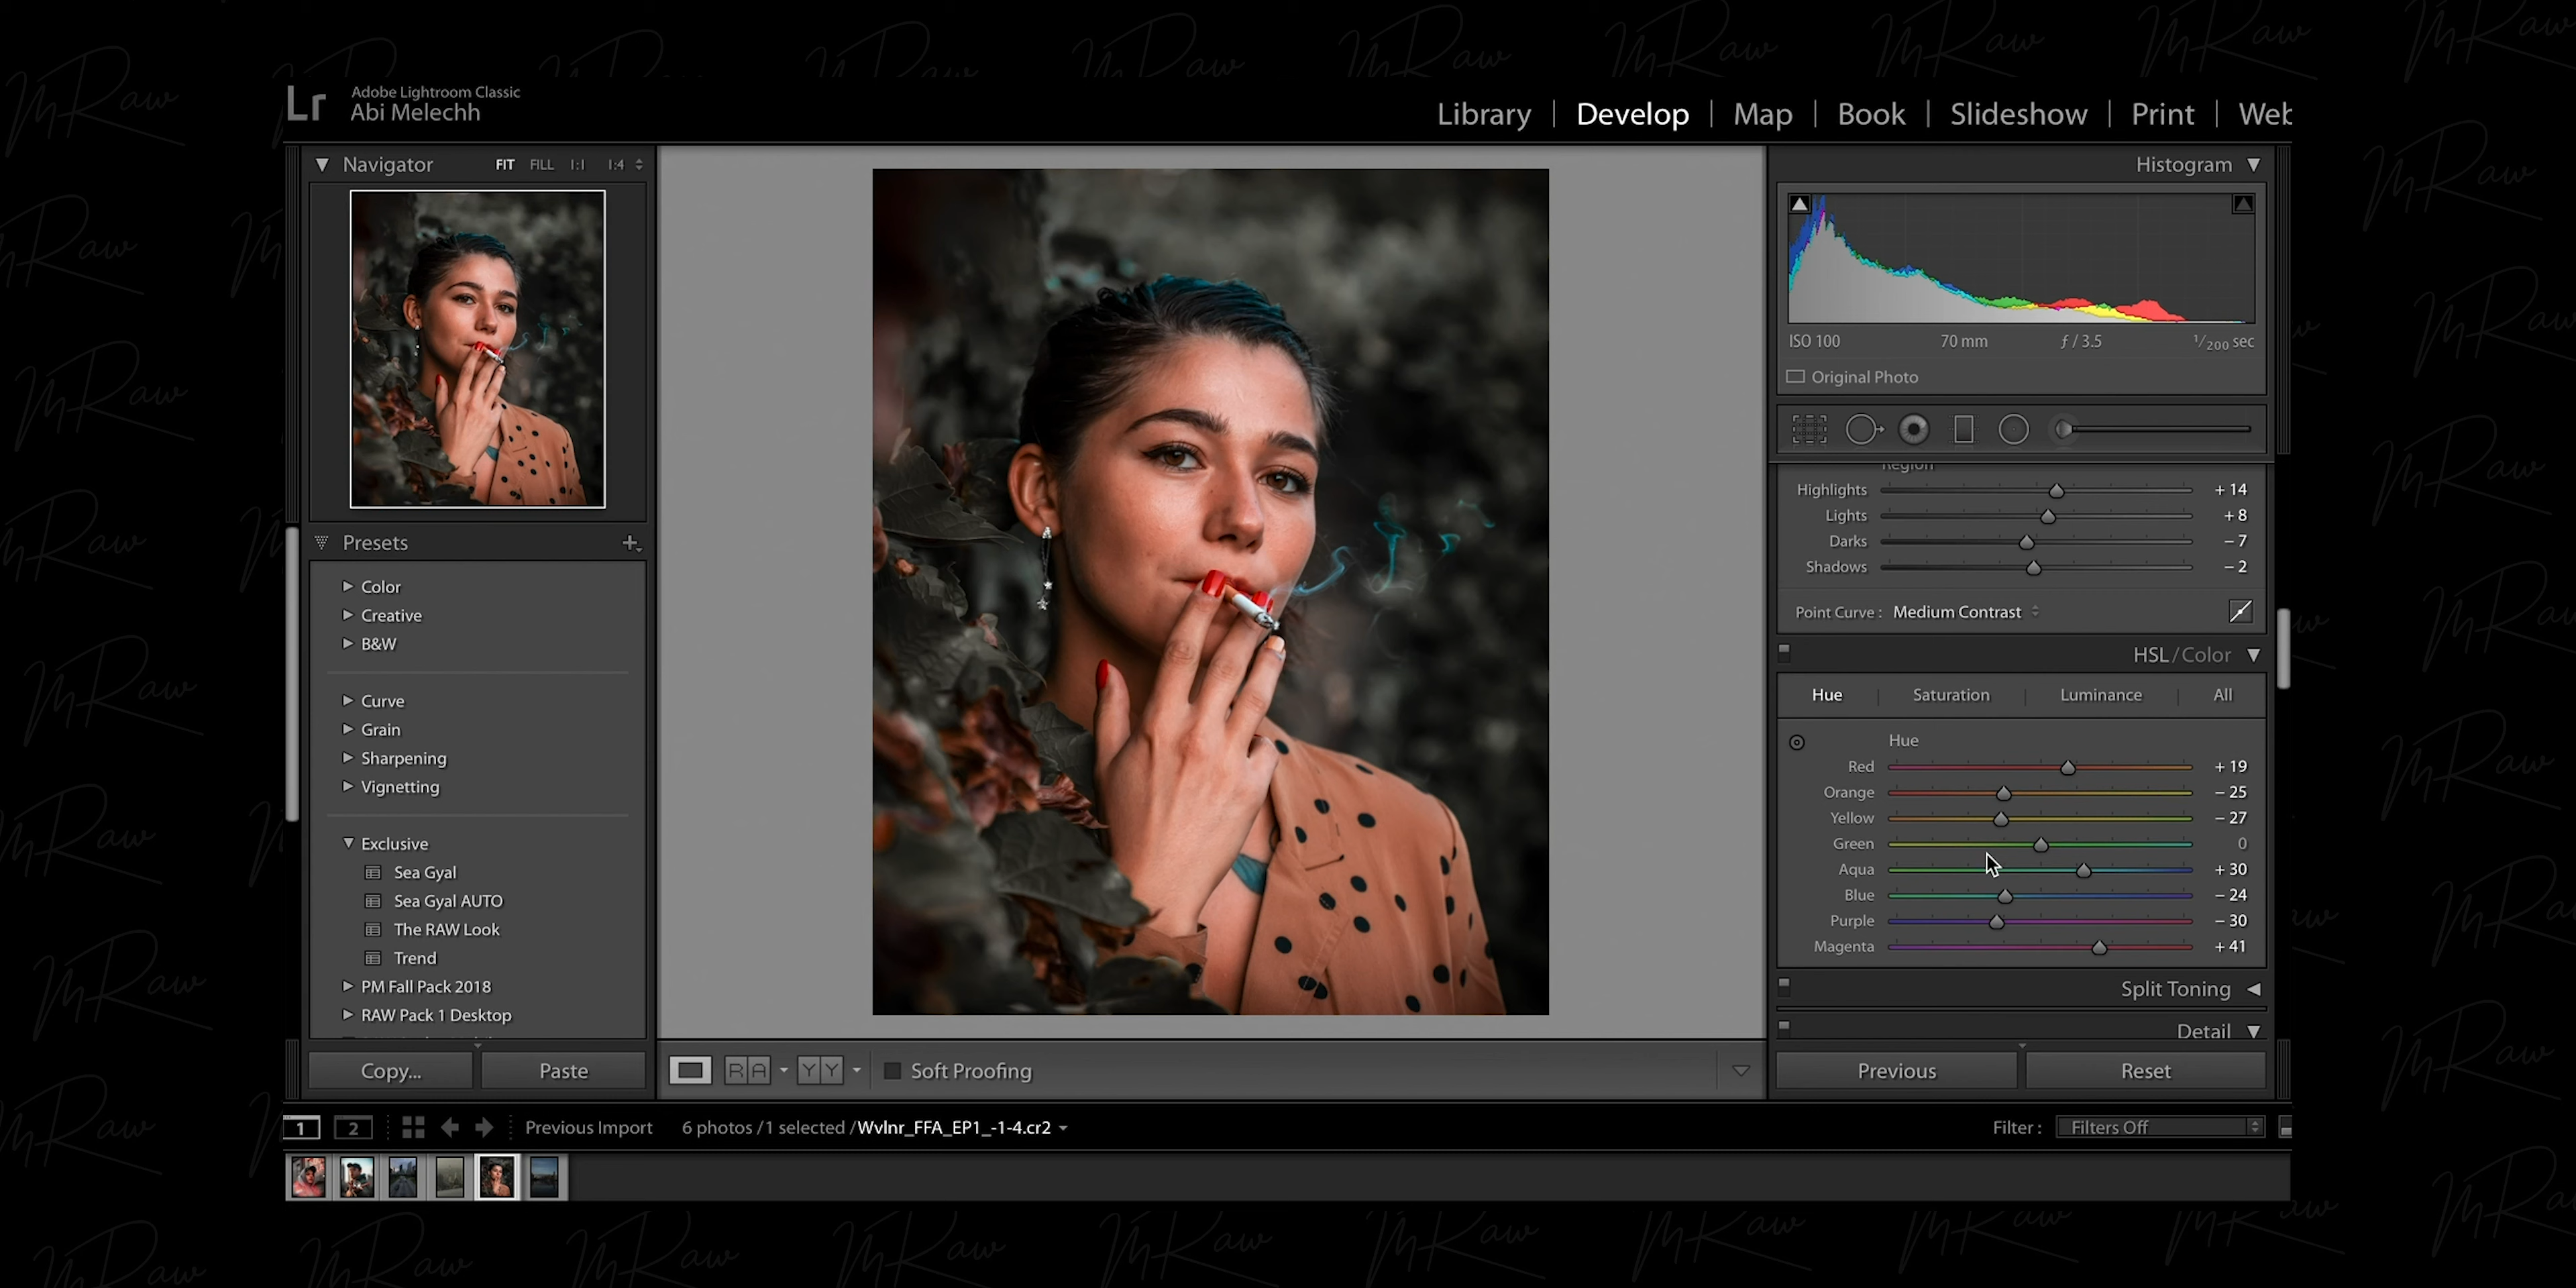 Adobe Lightroom Classic
Lr Abi Melechh
Library | Develop | Map | Book | Slideshow | Print | Web
Navigator FIT FILL 1:1 1:4
Histogram
ISO 100 70 mm ƒ / 3.5 1/200 sec
Original Photo
Region
Highlights + 14
Lights + 8
Darks − 7
Shadows − 2
Point Curve : Medium Contrast
HSL / Color
Hue Saturation Luminance All
Hue
Red + 19
Orange − 25
Yellow − 27
Green 0
Aqua + 30
Blue − 24
Purple − 30
Magenta + 41
Split Toning
Detail
Previous Reset
Presets
Color
Creative
B&W
Curve
Grain
Sharpening
Vignetting
Exclusive
Sea Gyal
Sea Gyal AUTO
The RAW Look
Trend
PM Fall Pack 2018
RAW Pack 1 Desktop
Copy... Paste
R A Y Y Soft Proofing
1 2 Previous Import 6 photos / 1 selected / Wvlnr_FFA_EP1_-1-4.cr2
Filter : Filters Off
MRaw